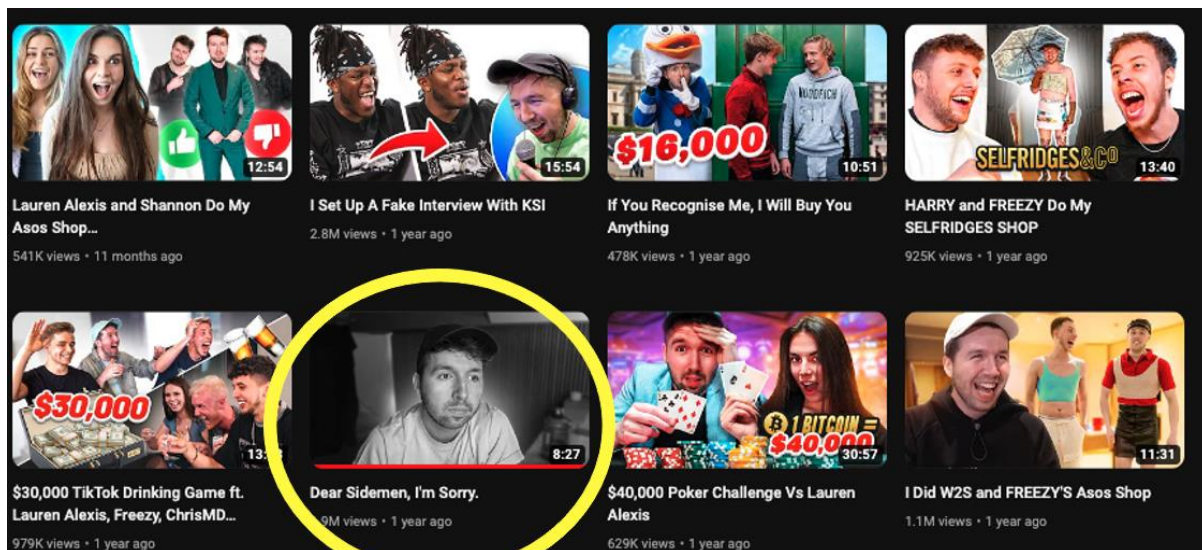 12:54
15:54
$16,000
10:51
SELFRIDGES&CO
13:40
Lauren Alexis and Shannon Do My
Asos Shop...
541K views • 11 months ago
I Set Up A Fake Interview With KSI
2.8M views • 1 year ago
If You Recognise Me, I Will Buy You
Anything
478K views • 1 year ago
HARRY and FREEZY Do My
SELFRIDGES SHOP
925K views • 1 year ago
$30,000
8:27
1 BITCOIN =
$40,000
30:57
11:31
$30,000 TikTok Drinking Game ft.
Lauren Alexis, Freezy, ChrisMD...
979K views • 1 year ago
Dear Sidemen, I'm Sorry.
9M views • 1 year ago
$40,000 Poker Challenge Vs Lauren
Alexis
629K views • 1 year ago
I Did W2S and FREEZY'S Asos Shop
1.1M views • 1 year ago